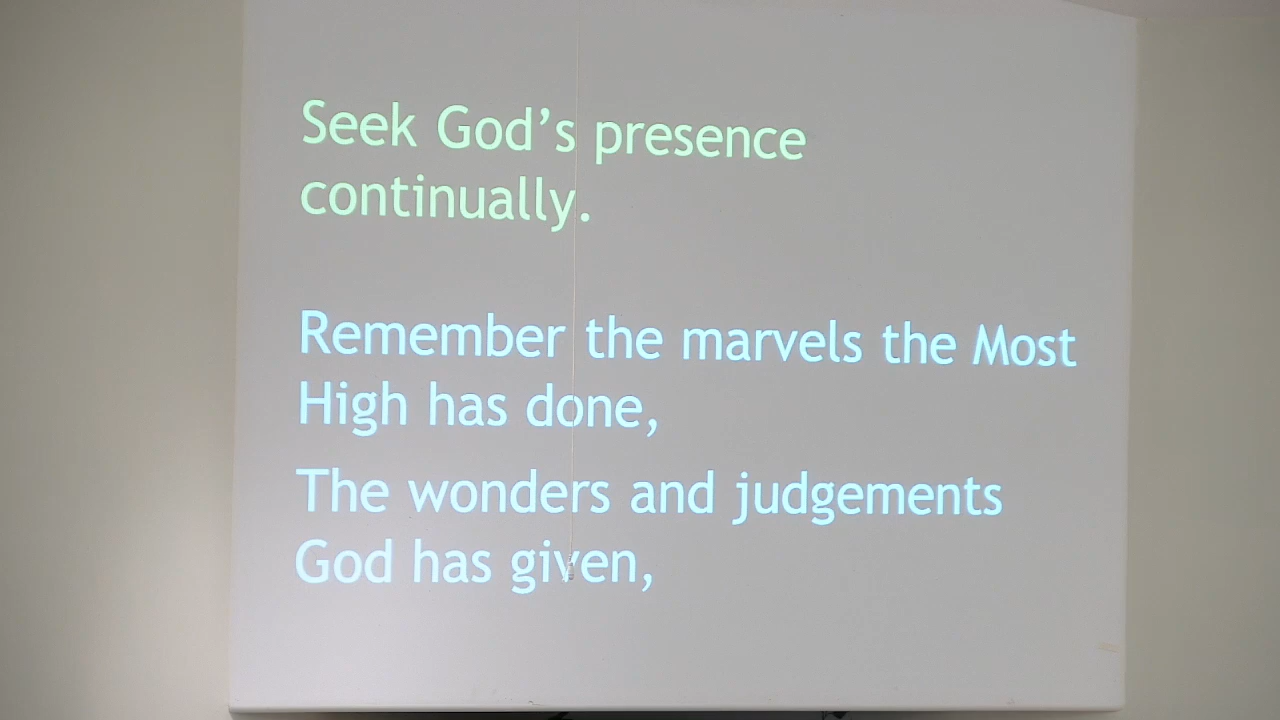 Seek God’s presence
continually.
Remember the marvels the Most
High has done,
The wonders and judgements
God has given,